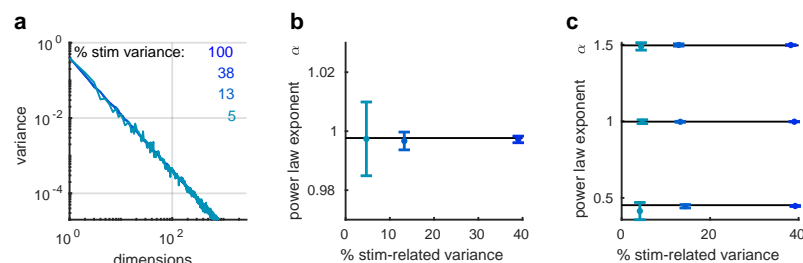 a
% stim variance:
100
38
13
5
variance
10^0
10^-2
10^-4
10^0
10^2
dimensions
b
power law exponent α
1.02
1
0.98
0 10 20 30 40
% stim-related variance
c
power law exponent α
1.5
1
0.5
0 20 40
% stim-related variance